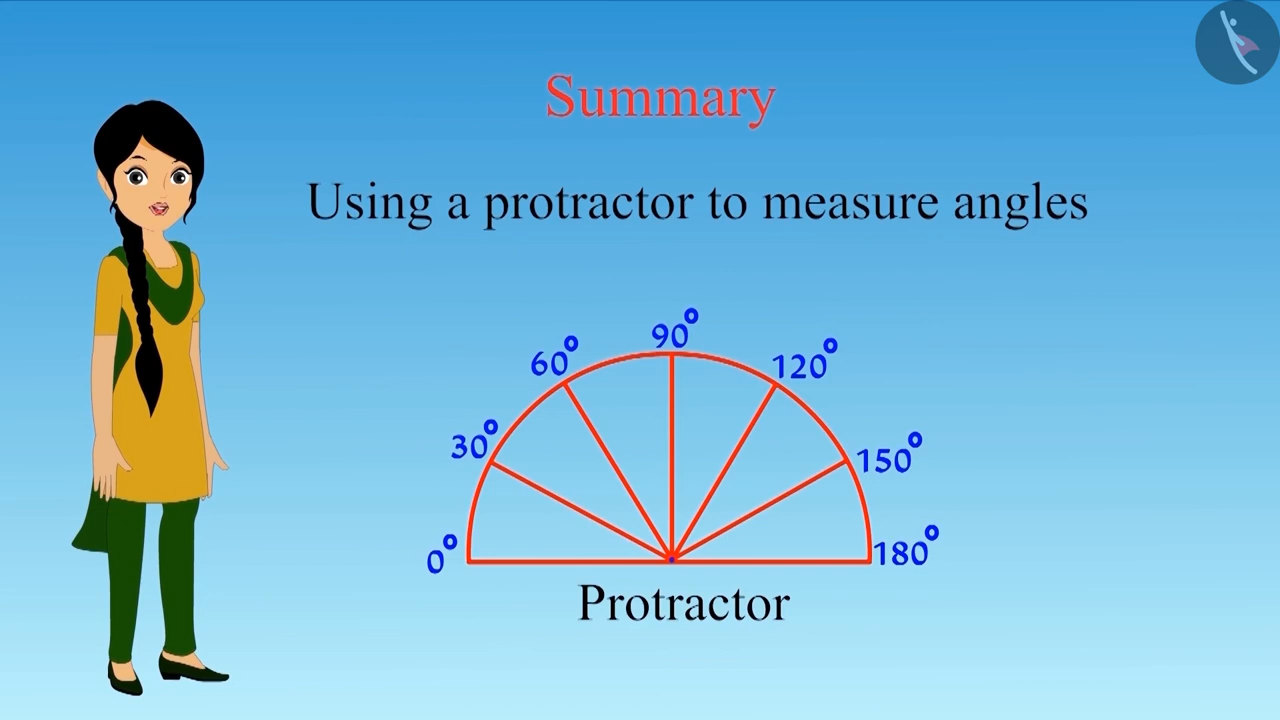 Summary
Using a protractor to measure angles
90°
60°
120°
30°
150°
0°
180°
Protractor